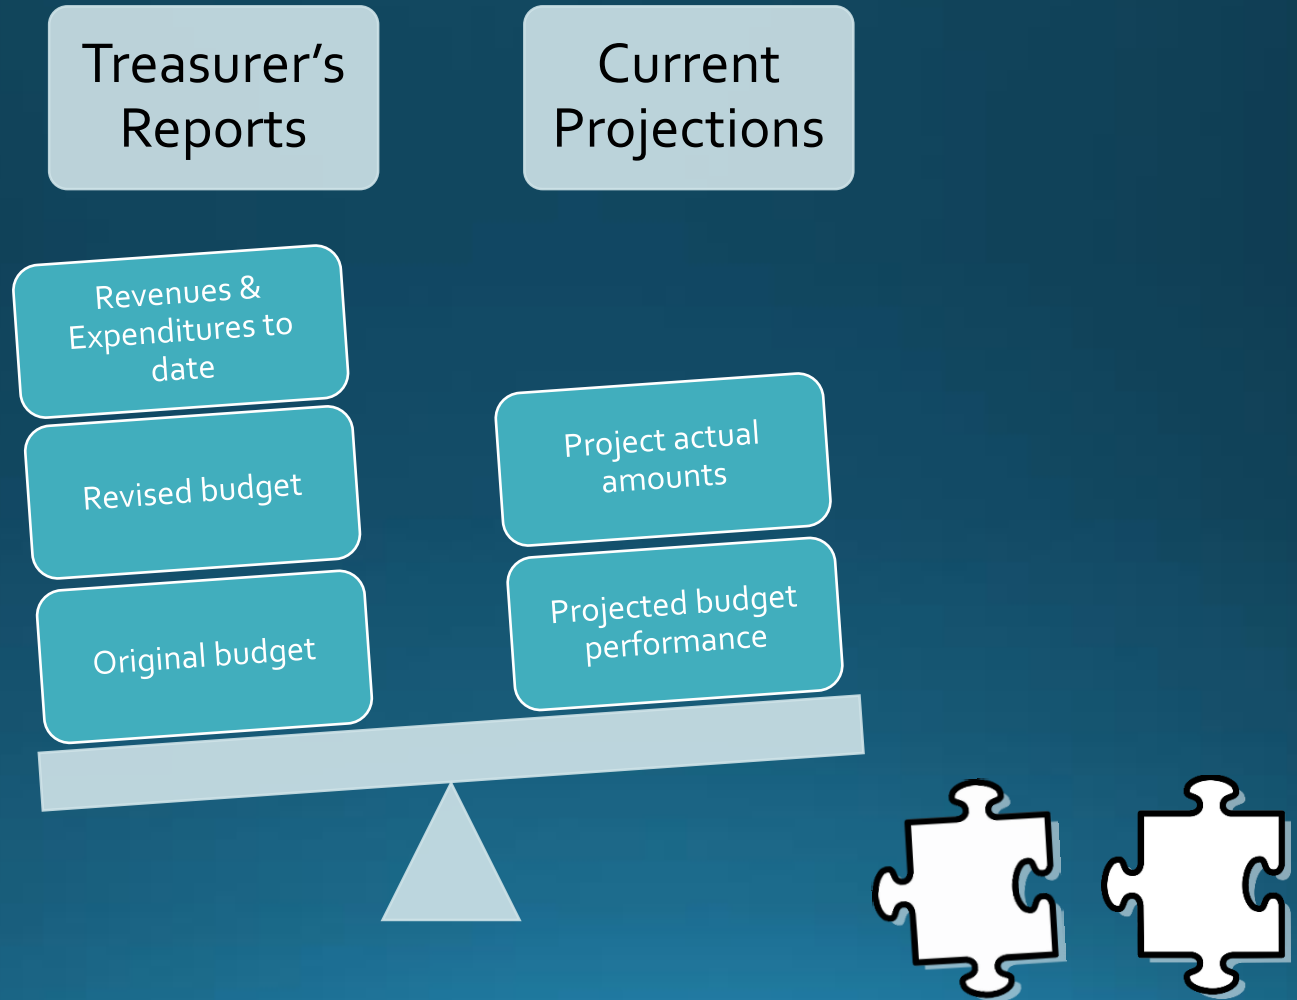 Treasurer’s
Reports
Current
Projections
Revenues &
Expenditures to
date
Revised budget
Original budget
Project actual
amounts
Projected budget
performance